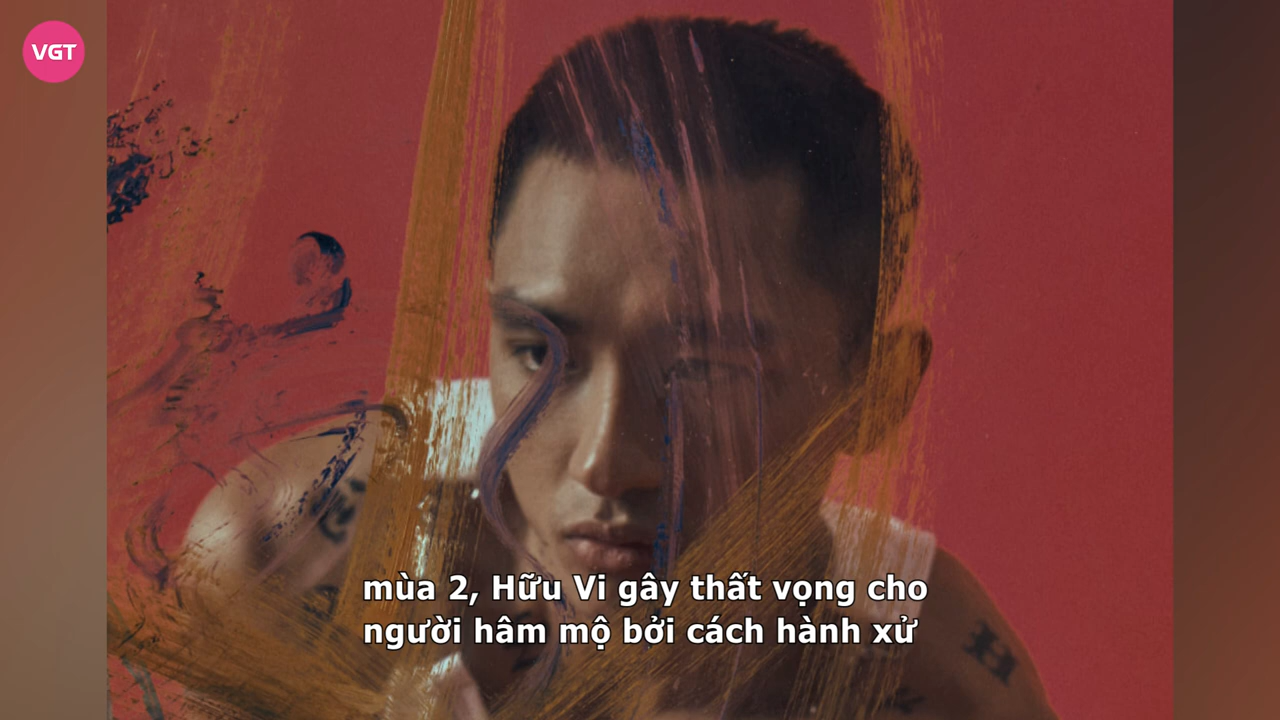 VGT
mùa 2, Hữu Vi gây thất vọng cho
người hâm mộ bởi cách hành xử